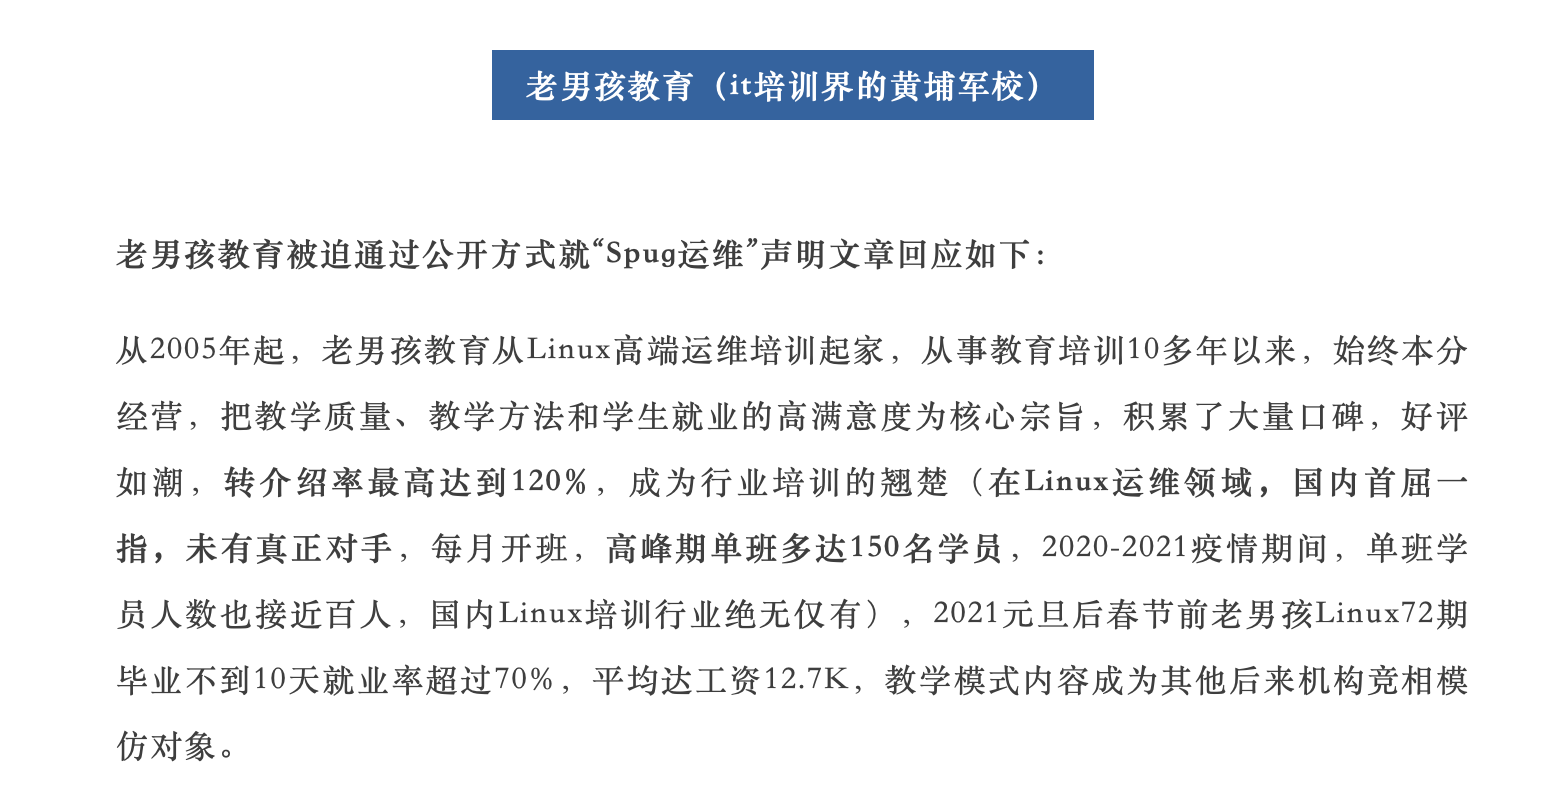 老男孩教育（it培训界的黄埔军校）
老男孩教育被迫通过公开方式就“Spug运维”声明文章回应如下：
从2005年起，老男孩教育从Linux高端运维培训起家，从事教育培训10多年以来，始终本分
经营，把教学质量、教学方法和学生就业的高满意度为核心宗旨，积累了大量口碑，好评
如潮，转介绍率最高达到120%，成为行业培训的翘楚（在Linux运维领域，国内首屈一
指，未有真正对手，每月开班，高峰期单班多达150名学员，2020-2021疫情期间，单班学
员人数也接近百人，国内Linux培训行业绝无仅有），2021元旦后春节前老男孩Linux72期
毕业不到10天就业率超过70%，平均达工资12.7K，教学模式内容成为其他后来机构竞相模
仿对象。